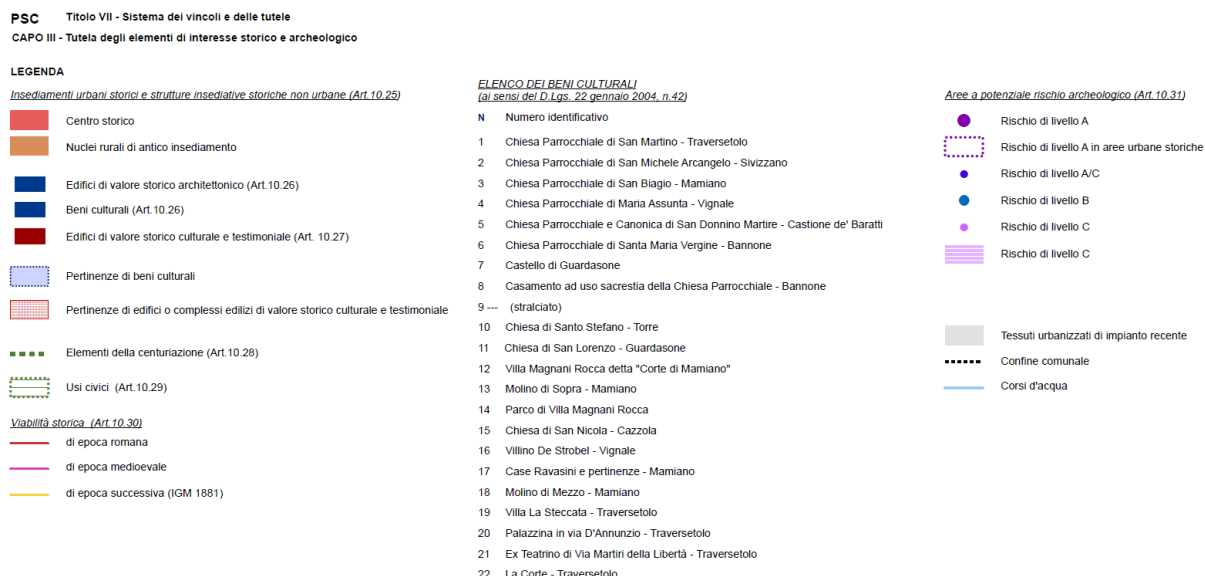 PSC Titolo VII - Sistema dei vincoli e delle tutele
CAPO III - Tutela degli elementi di interesse storico e archeologico
LEGENDA
Insediamenti urbani storici e strutture insediative storiche non urbane (Art.10.25)
Centro storico
Nuclei rurali di antico insediamento
Edifici di valore storico architettonico (Art.10.26)
Beni culturali (Art.10.26)
Edifici di valore storico culturale e testimoniale (Art. 10.27)
Pertinenze di beni culturali
Pertinenze di edifici o complessi edilizi di valore storico culturale e testimoniale
Elementi della centuriazione (Art.10.28)
Usi civici (Art.10.29)
Viabilità storica (Art.10.30)
di epoca romana
di epoca medioevale
di epoca successiva (IGM 1881)
ELENCO DEI BENI CULTURALI
(ai sensi del D.Lgs. 22 gennaio 2004, n.42)
N Numero identificativo
1 Chiesa Parrocchiale di San Martino - Traversetolo
2 Chiesa Parrocchiale di San Michele Arcangelo - Sivizzano
3 Chiesa Parrocchiale di San Biagio - Mamiano
4 Chiesa Parrocchiale di Maria Assunta - Vignale
5 Chiesa Parrocchiale e Canonica di San Donnino Martire - Castione de' Baratti
6 Chiesa Parrocchiale di Santa Maria Vergine - Bannone
7 Castello di Guardasone
8 Casamento ad uso sacrestia della Chiesa Parrocchiale - Bannone
9 --- (stralciato)
10 Chiesa di Santo Stefano - Torre
11 Chiesa di San Lorenzo - Guardasone
12 Villa Magnani Rocca detta "Corte di Mamiano"
13 Molino di Sopra - Mamiano
14 Parco di Villa Magnani Rocca
15 Chiesa di San Nicola - Cazzola
16 Villino De Strobel - Vignale
17 Case Ravasini e pertinenze - Mamiano
18 Molino di Mezzo - Mamiano
19 Villa La Steccata - Traversetolo
20 Palazzina in via D'Annunzio - Traversetolo
21 Ex Teatrino di Via Martiri della Libertà - Traversetolo
22 La Corte - Traversetolo
Aree a potenziale rischio archeologico (Art.10.31)
Rischio di livello A
Rischio di livello A in aree urbane storiche
Rischio di livello A/C
Rischio di livello B
Rischio di livello C
Rischio di livello C
Tessuti urbanizzati di impianto recente
Confine comunale
Corsi d'acqua